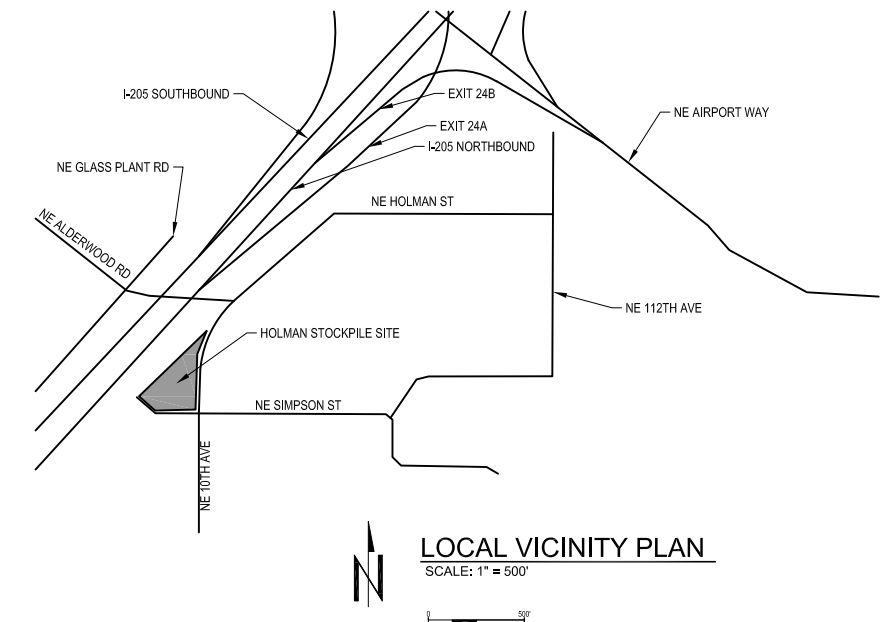 I-205 SOUTHBOUND
EXIT 24B
NE AIRPORT WAY
EXIT 24A
I-205 NORTHBOUND
NE GLASS PLANT RD
NE HOLMAN ST
NE ALDERWOOD RD
NE 112TH AVE
HOLMAN STOCKPILE SITE
NE SIMPSON ST
NE 10TH AVE
N
LOCAL VICINITY PLAN
SCALE: 1" = 500'
0 500'